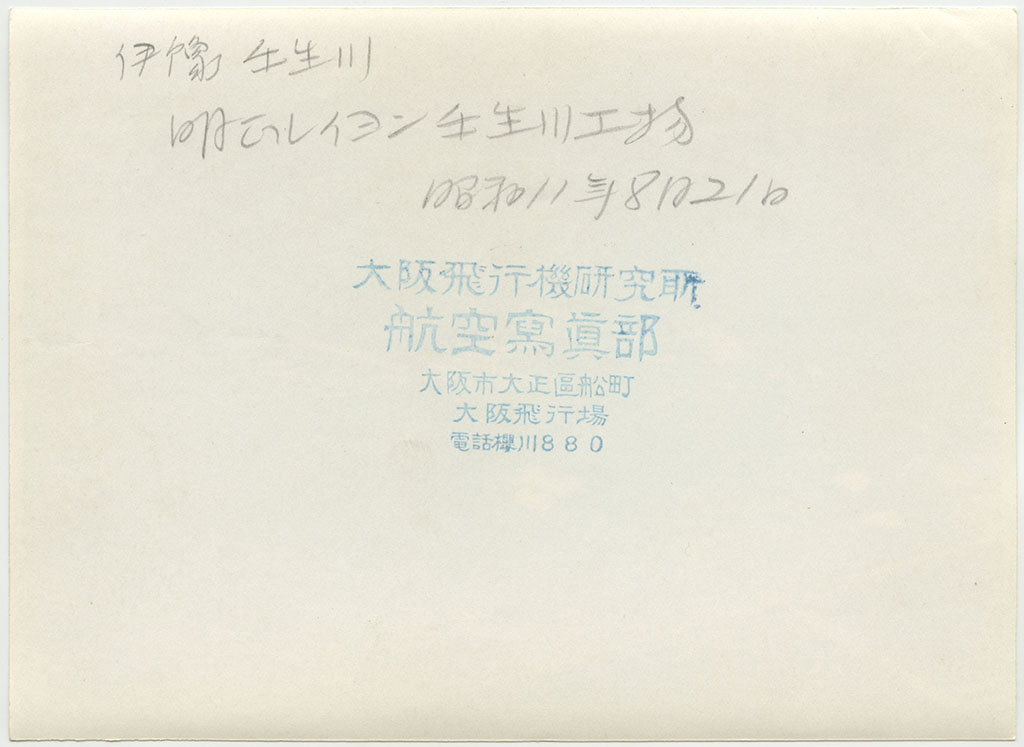 伊豫 壬生川
明正レイヨン壬生川工場
昭和11年8月21日
大阪飛行機研究所
航空寫眞部
大阪市大正區船町
大阪飛行場
電話櫻川880